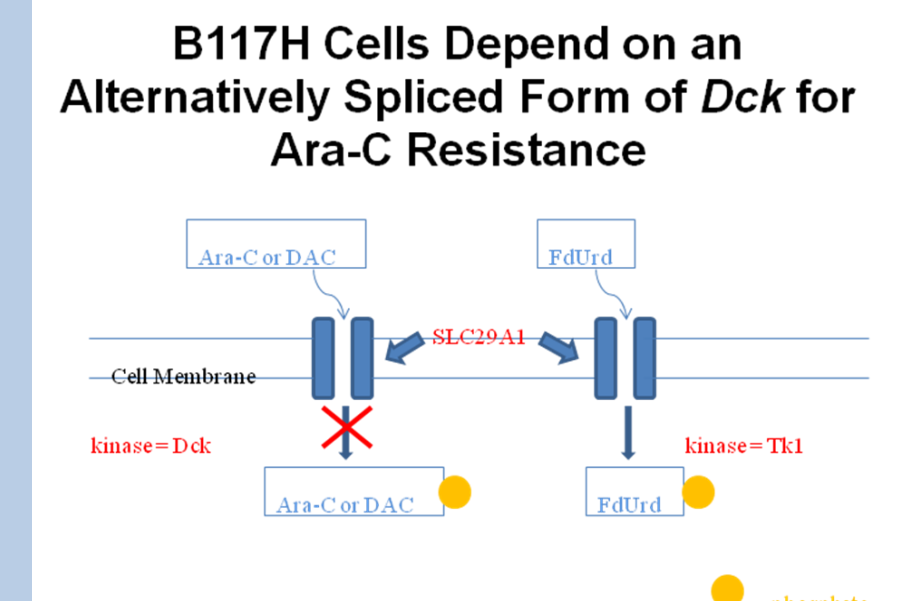 B117H Cells Depend on an
Alternatively Spliced Form of Dck for
Ara-C Resistance
Ara-C or DAC
FdUrd
SLC29A1
Cell Membrane
kinase=Dck
kinase=Tk1
Ara-C or DAC
FdUrd